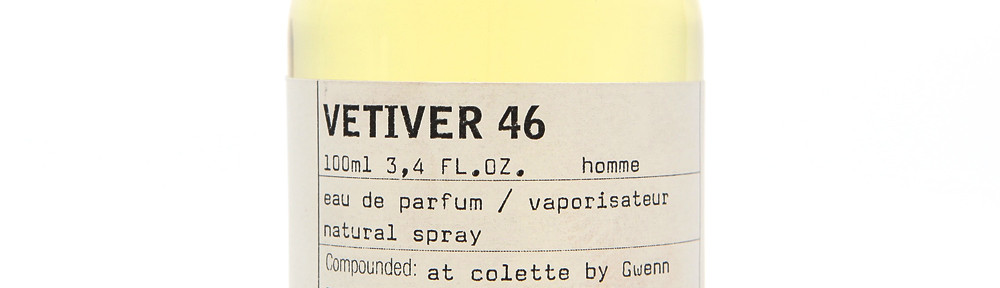 VETIVER 46
100ml 3,4 FL.OZ. homme
eau de parfum / vaporisateur
natural spray
Compounded: at colette by Gwenn